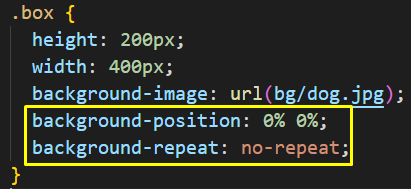 .box {
height: 200px;
width: 400px;
background-image: url(bg/dog.jpg);
background-position: 0% 0%;
background-repeat: no-repeat;
}